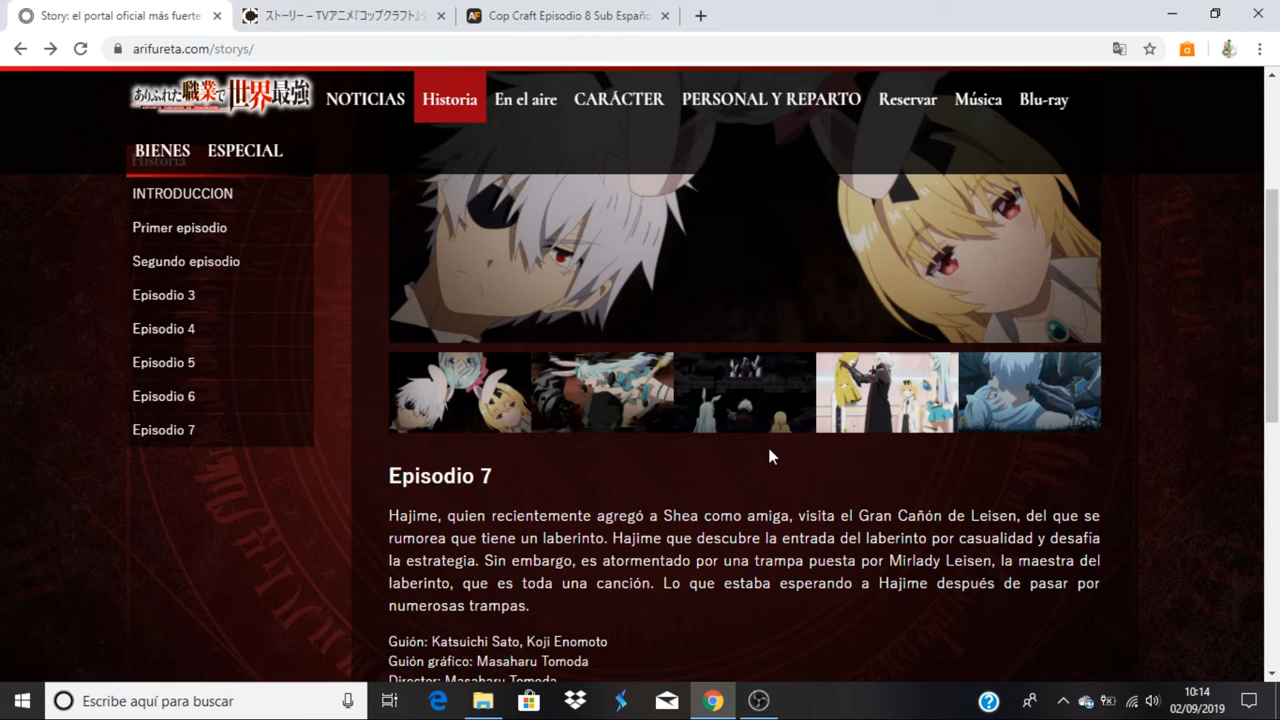 Story: el portal oficial más fuerte
ストーリー – TVアニメ『コップクラフト』
Cop Craft Episodio 8 Sub Españo
arifureta.com/storys/
ありふれた職業で世界最強
NOTICIAS Historia En el aire CARÁCTER PERSONAL Y REPARTO Reservar Música Blu-ray
BIENES ESPECIAL
Historia
INTRODUCCION
Primer episodio
Segundo episodio
Episodio 3
Episodio 4
Episodio 5
Episodio 6
Episodio 7
Episodio 7
Hajime, quien recientemente agregó a Shea como amiga, visita el Gran Cañón de Leisen, del que se
rumorea que tiene un laberinto. Hajime que descubre la entrada del laberinto por casualidad y desafía
la estrategia. Sin embargo, es atormentado por una trampa puesta por Mirlady Leisen, la maestra del
laberinto, que es toda una canción. Lo que estaba esperando a Hajime después de pasar por
numerosas trampas.
Guión: Katsuichi Sato, Koji Enomoto
Guión gráfico: Masaharu Tomoda
Director: Masaharu Tomoda
Escribe aquí para buscar
10:14
02/09/2019